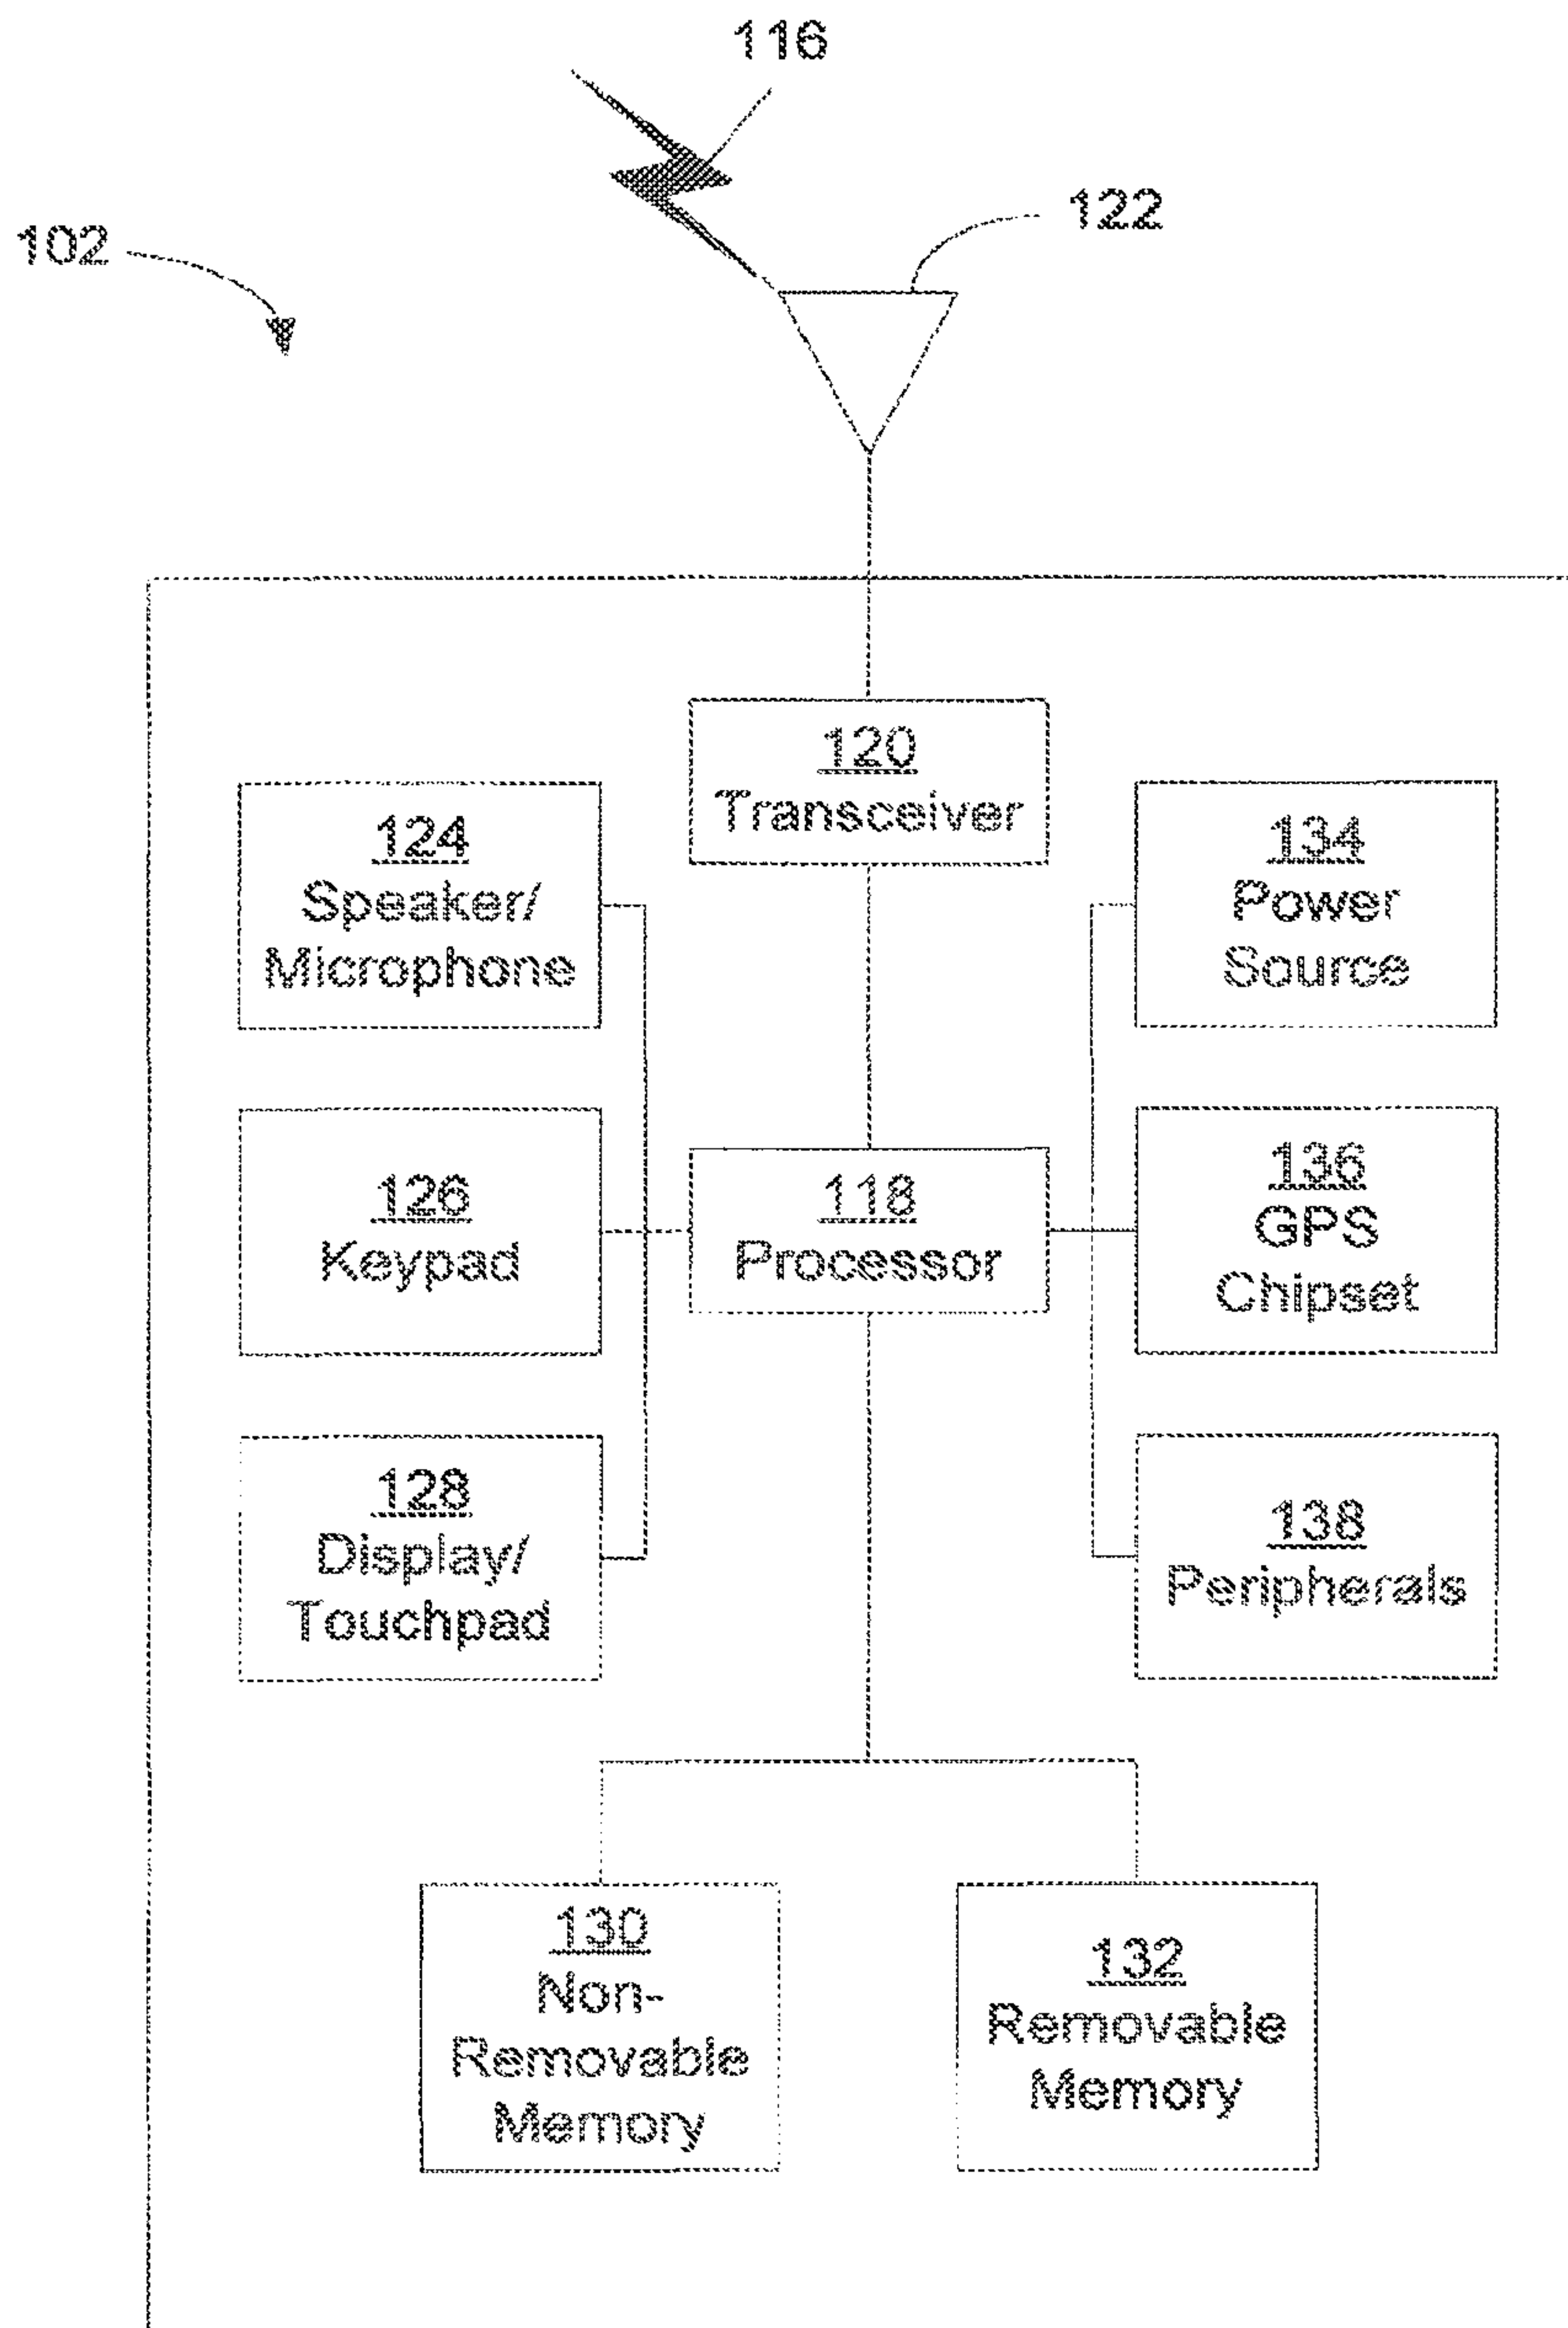 116
122
102
120
Transceiver
124
Speaker/
Microphone
134
Power
Source
126
Keypad
118
Processor
136
GPS
Chipset
128
Display/
Touchpad
138
Peripherals
130
Non-
Removable
Memory
132
Removable
Memory